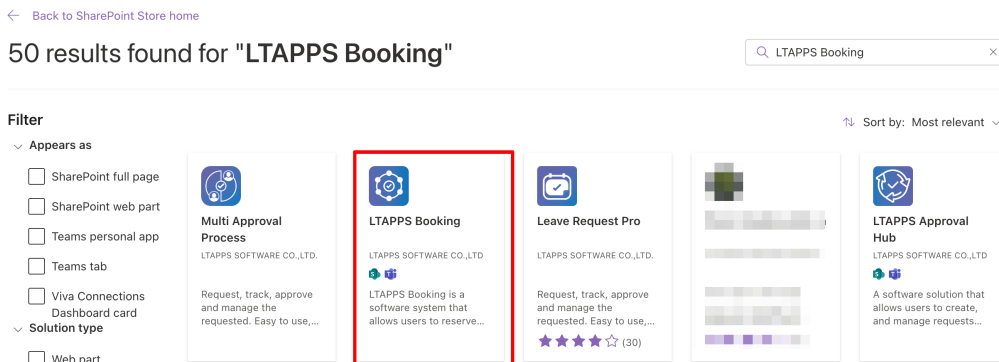 Back to SharePoint Store home
50 results found for "LTAPPS Booking"
LTAPPS Booking
Filter
Sort by: Most relevant
Appears as
SharePoint full page
SharePoint web part
Teams personal app
Teams tab
Viva Connections
Dashboard card
Solution type
Web part
Multi Approval
Process
LTAPPS SOFTWARE CO.,LTD.
Request, track, approve
and manage the
requested. Easy to use,...
LTAPPS Booking
LTAPPS SOFTWARE CO.,LTD
LTAPPS Booking is a
software system that
allows users to reserve...
Leave Request Pro
LTAPPS SOFTWARE CO.,LTD.
Request, track, approve
and manage the
requested. Easy to use,...
(30)
LTAPPS Approval
Hub
LTAPPS SOFTWARE CO.,LTD
A software solution that
allows users to create,
and manage requests...